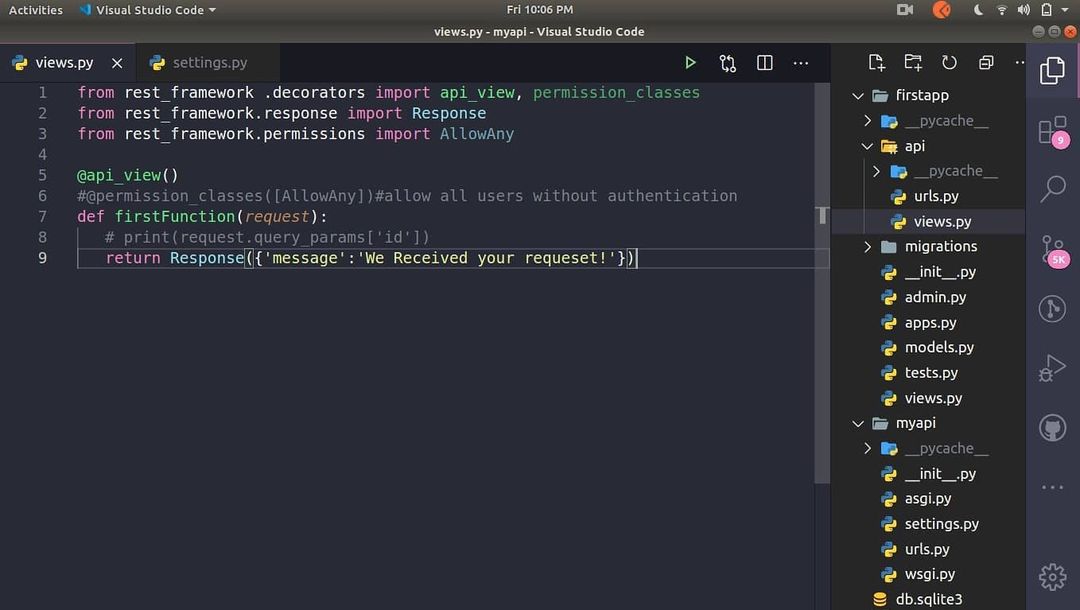 Activities Visual Studio Code Fri 10:06 PM
views.py - myapi - Visual Studio Code
views.py settings.py
1 from rest_framework .decorators import api_view, permission_classes
2 from rest_framework.response import Response
3 from rest_framework.permissions import AllowAny
4
5 @api_view()
6 #@permission_classes([AllowAny])#allow all users without authentication
7 def firstFunction(request):
8 # print(request.query_params['id'])
9 return Response({'message':'We Received your requeset!'})
firstapp
__pycache__
api
__pycache__
urls.py
views.py
migrations
__init__.py
admin.py
apps.py
models.py
tests.py
views.py
myapi
__pycache__
__init__.py
asgi.py
settings.py
urls.py
wsgi.py
db.sqlite3
9
5K